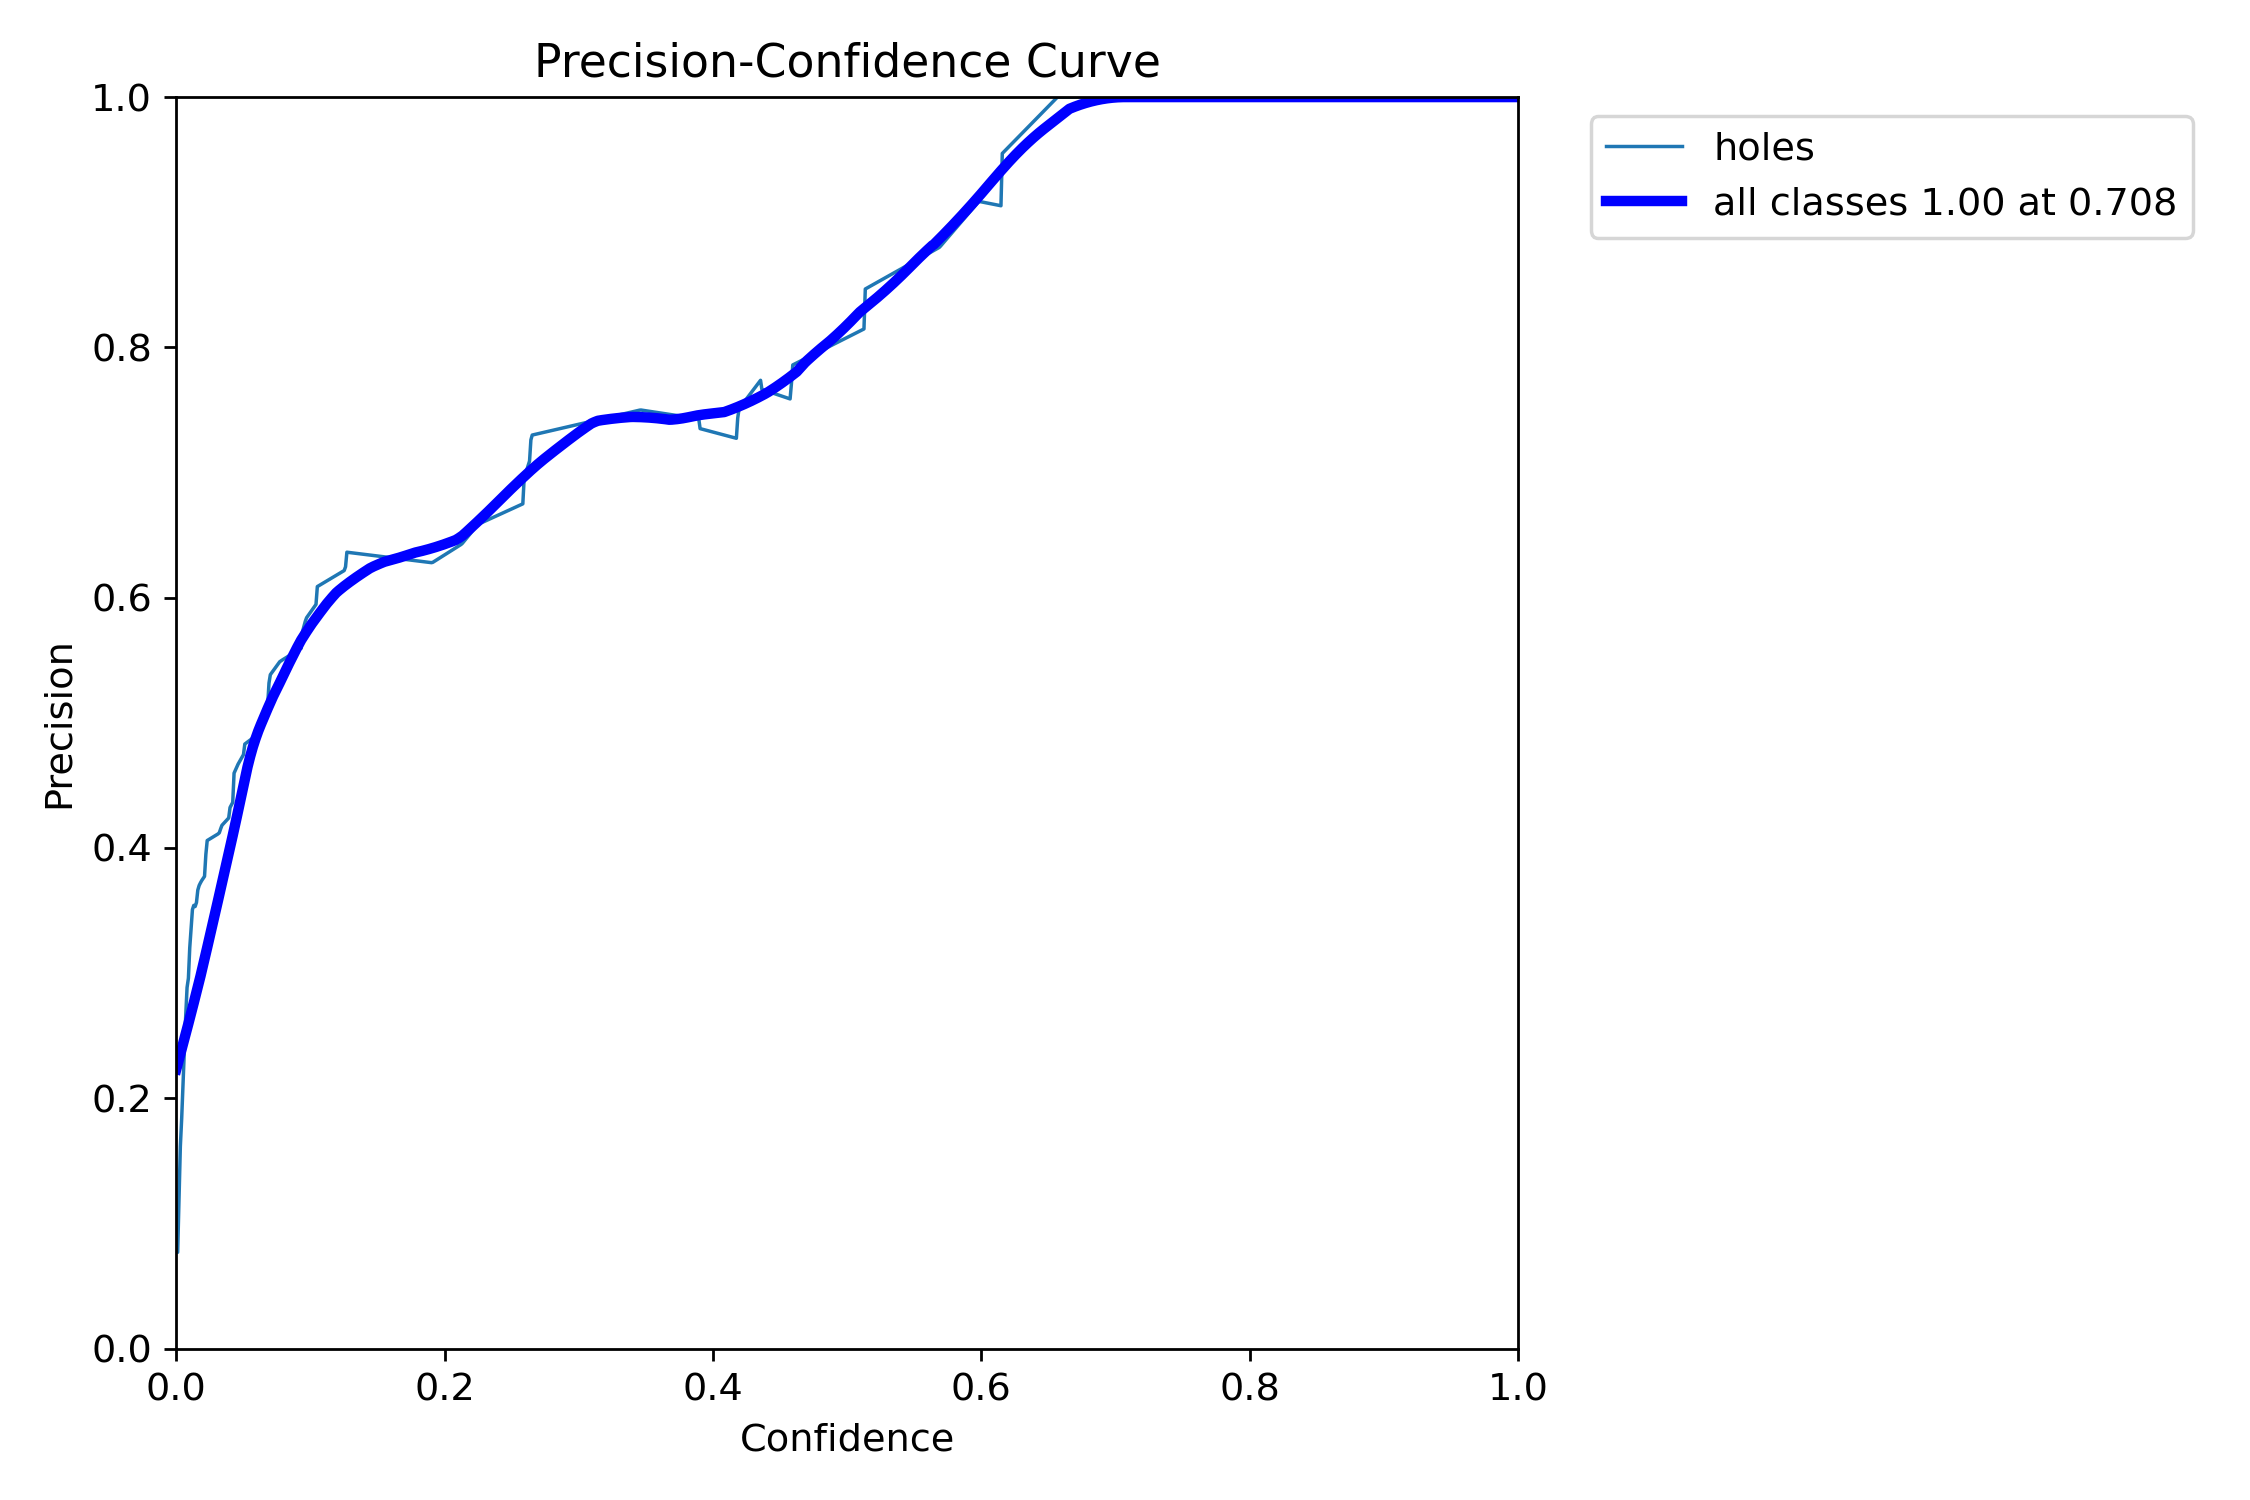 Precision-Confidence Curve
1.0
0.8
0.6
0.4
0.2
0.0
Precision
0.0 0.2 0.4 0.6 0.8 1.0
Confidence
holes
all classes 1.00 at 0.708